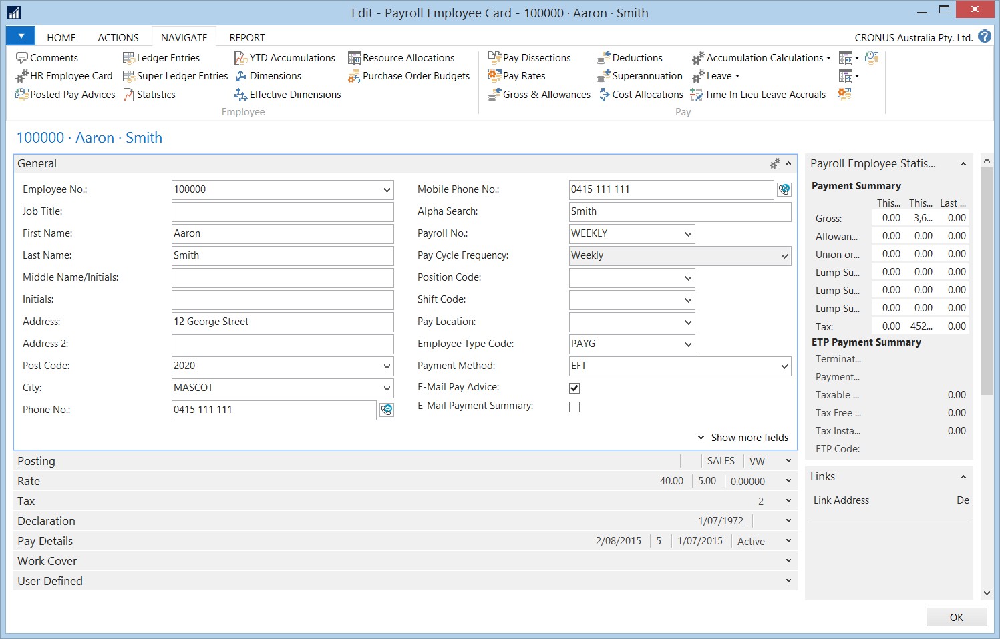 Edit - Payroll Employee Card - 100000 · Aaron · Smith
HOME ACTIONS NAVIGATE REPORT CRONUS Australia Pty. Ltd.
Comments Ledger Entries YTD Accumulations Resource Allocations Pay Dissections Deductions Accumulation Calculations
HR Employee Card Super Ledger Entries Dimensions Purchase Order Budgets Pay Rates Superannuation Leave
Posted Pay Advices Statistics Effective Dimensions Gross & Allowances Cost Allocations Time In Lieu Leave Accruals
Employee Pay
100000 · Aaron · Smith
General
Employee No.: 100000
Job Title:
First Name: Aaron
Last Name: Smith
Middle Name/Initials:
Initials:
Address: 12 George Street
Address 2:
Post Code: 2020
City: MASCOT
Phone No.: 0415 111 111
Mobile Phone No.: 0415 111 111
Alpha Search: Smith
Payroll No.: WEEKLY
Pay Cycle Frequency: Weekly
Position Code:
Shift Code:
Pay Location:
Employee Type Code: PAYG
Payment Method: EFT
E-Mail Pay Advice:
E-Mail Payment Summary:
Show more fields
Posting SALES VW
Rate 40.00 5.00 0.00000
Tax 2
Declaration 1/07/1972
Pay Details 2/08/2015 5 1/07/2015 Active
Work Cover
User Defined
Payroll Employee Statis...
Payment Summary
This... This... Last ...
Gross: 0.00 3,6... 0.00
Allowan... 0.00 0.00 0.00
Union or... 0.00 0.00 0.00
Lump Su... 0.00 0.00 0.00
Lump Su... 0.00 0.00 0.00
Lump Su... 0.00 0.00 0.00
Tax: 0.00 452... 0.00
ETP Payment Summary
Terminat...
Payment...
Taxable ... 0.00
Tax Free ... 0.00
Tax Insta... 0.00
ETP Code:
Links
Link Address De
OK